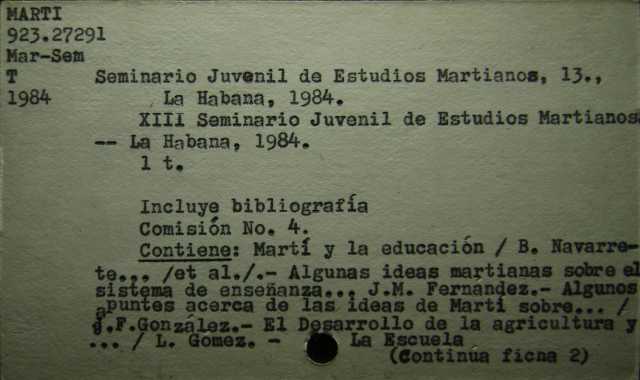 MARTI
923.27291
Mar-Sem
T Seminario Juvenil de Estudios Martianos, 13.,
1984 La Habana, 1984.
XIII Seminario Juvenil de Estudios Martianos
-- La Habana, 1984.
1 t.
Incluye bibliografía
Comisión No. 4.
Contiene: Martí y la educación / B. Navarre-
te... /et al./.- Algunas ideas martianas sobre el
sistema de enseñanza... J.M. Fernandez.- Algunos
apuntes acerca de las ideas de Marti sobre... /
J.F.González.- El Desarrollo de la agricultura y
... / L. Gomez. - La Escuela
(Continua ficha 2)